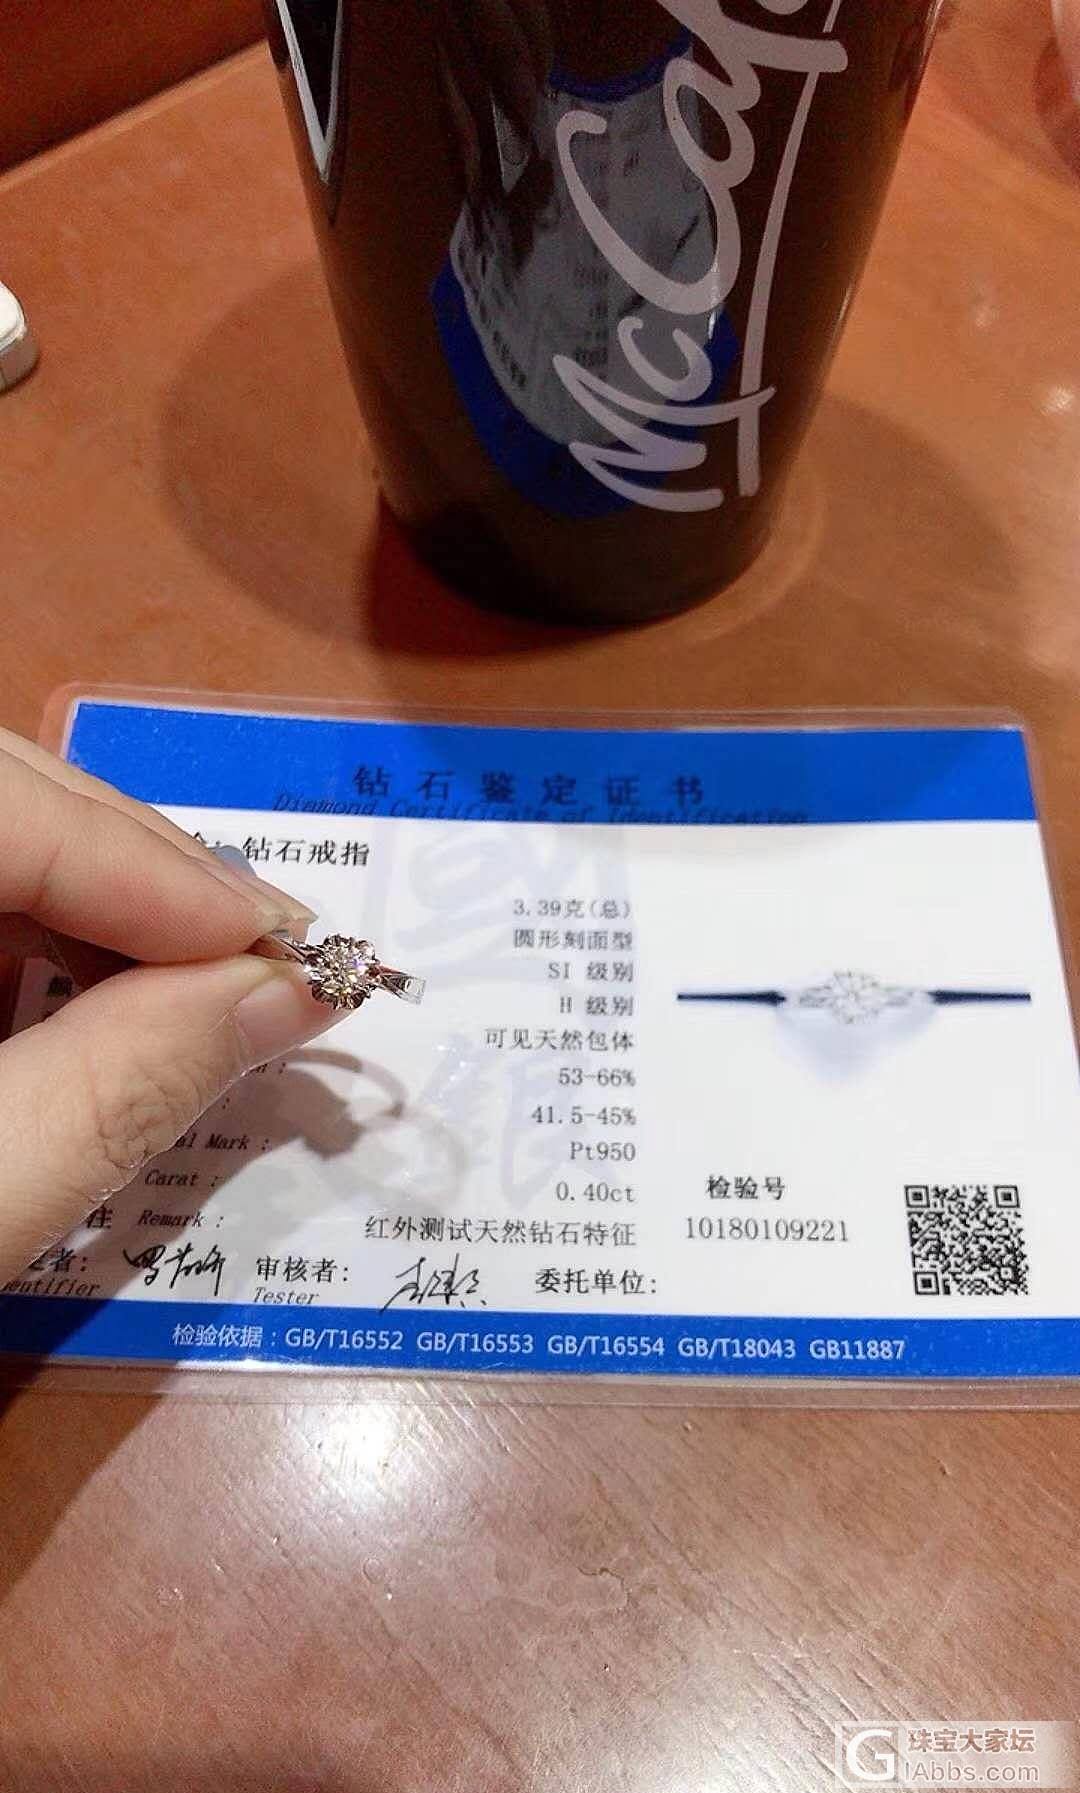 McCafé
钻石鉴定证书
Diamond Certificate of Identification
钻石戒指
3.39克(总)
圆形刻面型
SI 级别
H 级别
可见天然包体
53-66%
41.5-45%
Mark : Pt950
Carat : 0.40ct
检验号
注 Remark : 红外测试天然钻石特征
10180109221
者: 审核者: 委托单位:
Tester
检验依据：GB/T16552 GB/T16553 GB/T16554 GB/T18043 GB11887
G 珠宝大家坛
IAbbs.com